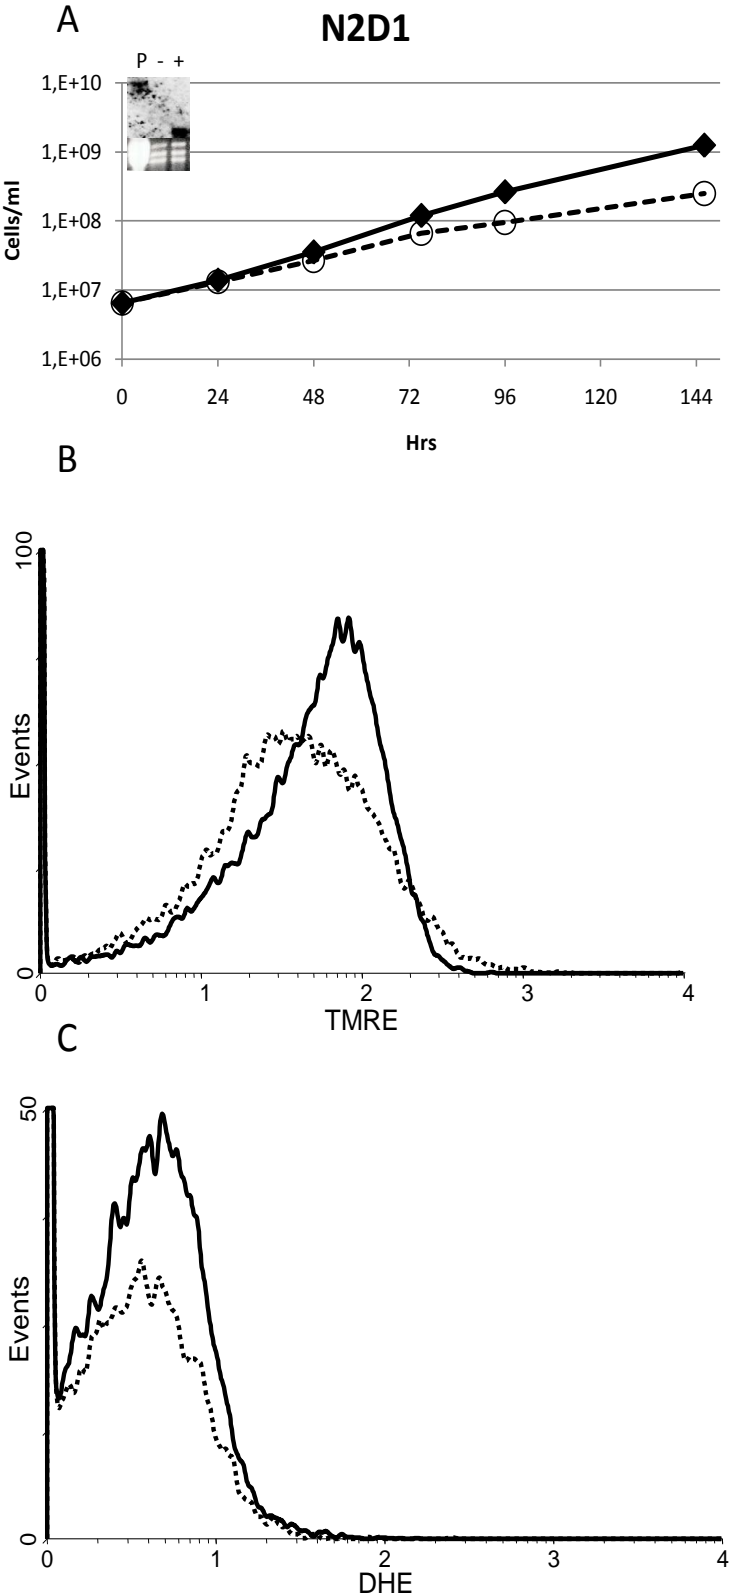 A
N2D1
P - +
1,E+10
1,E+09
1,E+08
1,E+07
1,E+06
Cells/ml
0 24 48 72 96 120 144
Hrs
B
100
Events
0
0 1 2 3 4
TMRE
C
50
Events
0
0 1 2 3 4
DHE